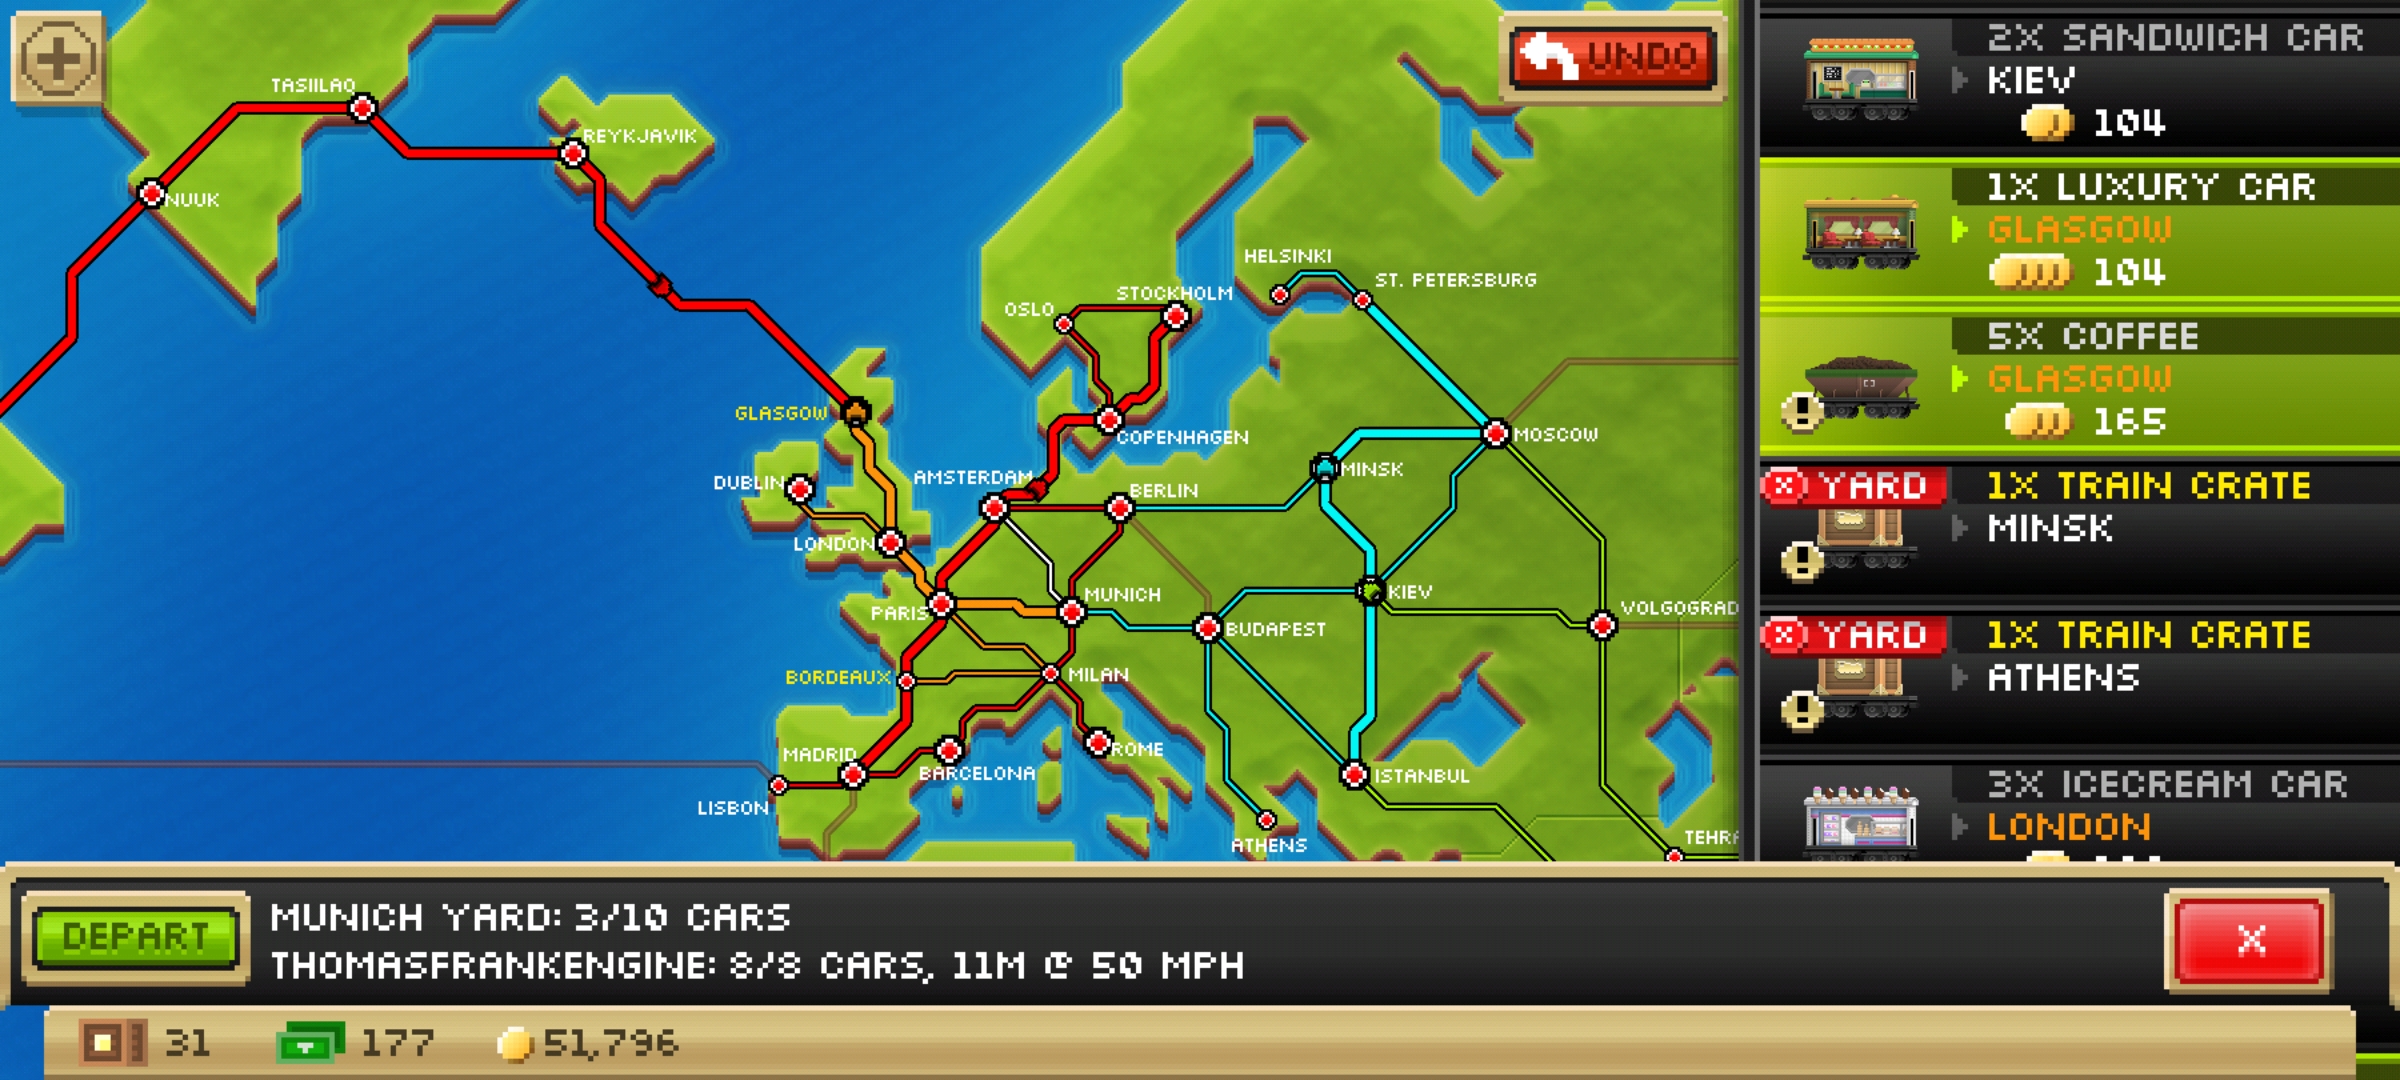 TASIILAQ
NUUK
REYKJAVIK
UNDO
HELSINKI
ST. PETERSBURG
STOCKHOLM
OSLO
GLASGOW
COPENHAGEN
MOSCOW
DUBLIN
AMSTERDAM
BERLIN
MINSK
LONDON
PARIS
MUNICH
KIEV
VOLGOGRAD
BUDAPEST
BORDEAUX
MILAN
MADRID
ROME
BARCELONA
ISTANBUL
LISBON
ATHENS
TEHRA
2X SANDWICH CAR
KIEV
104
1X LUXURY CAR
GLASGOW
104
5X COFFEE
GLASGOW
165
X YARD 1X TRAIN CRATE
MINSK
X YARD 1X TRAIN CRATE
ATHENS
3X ICECREAM CAR
LONDON
DEPART
MUNICH YARD: 3/10 CARS
THOMASFRANKENGINE: 8/8 CARS, 11M @ 50 MPH
X
31 177 51,796